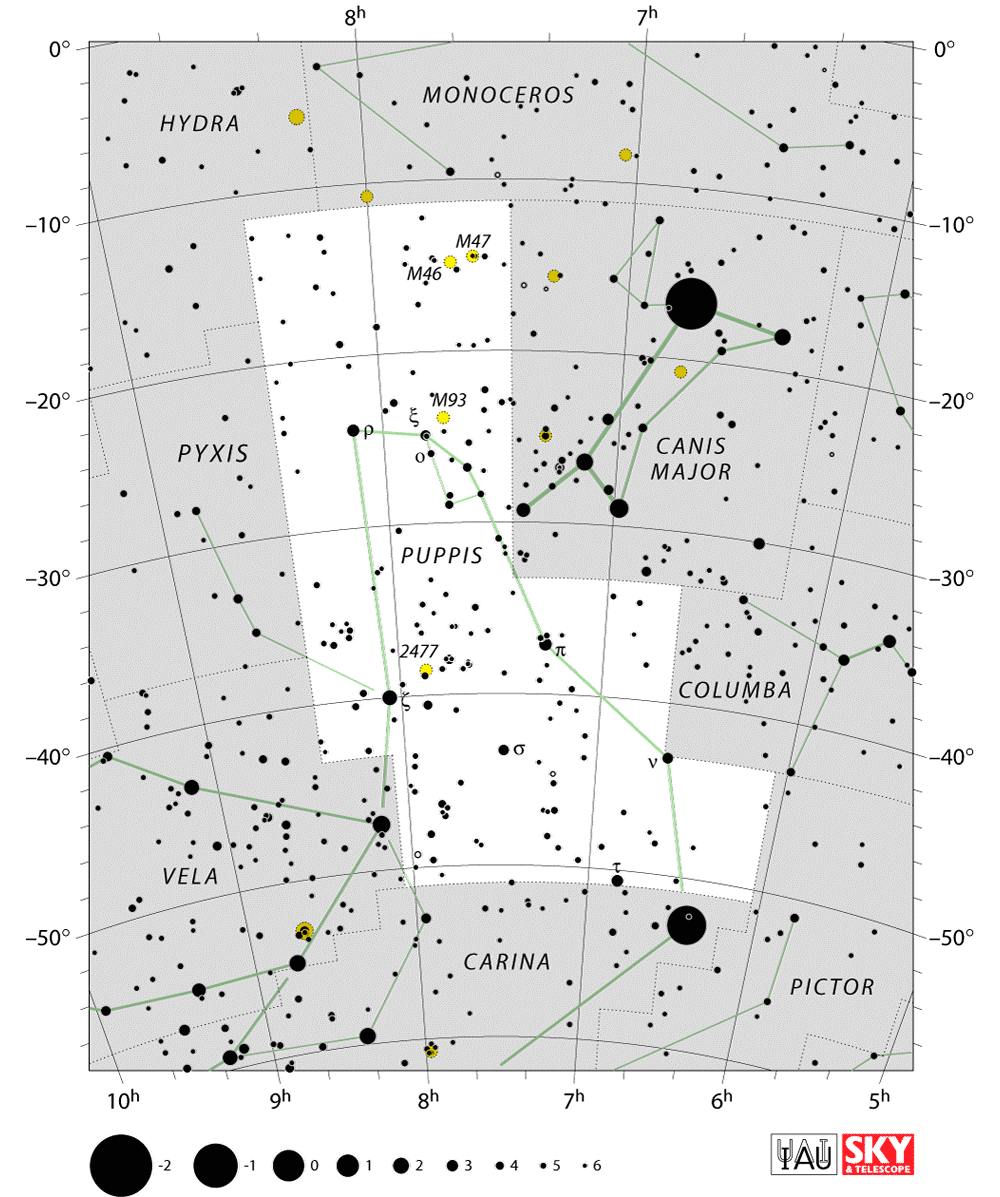 8h 7h
0° 0°
MONOCEROS
HYDRA
–10° –10°
M47
M46
–20° –20°
M93
ξ
ρ
ο
PYXIS
CANIS
MAJOR
PUPPIS
–30° –30°
2477
π
COLUMBA
ζ
σ
–40° –40°
ν
τ
VELA
–50° –50°
CARINA
PICTOR
10h 9h 8h 7h 6h 5h
-2 -1 0 1 2 3 4 5 6
IAU
SKY
& TELESCOPE